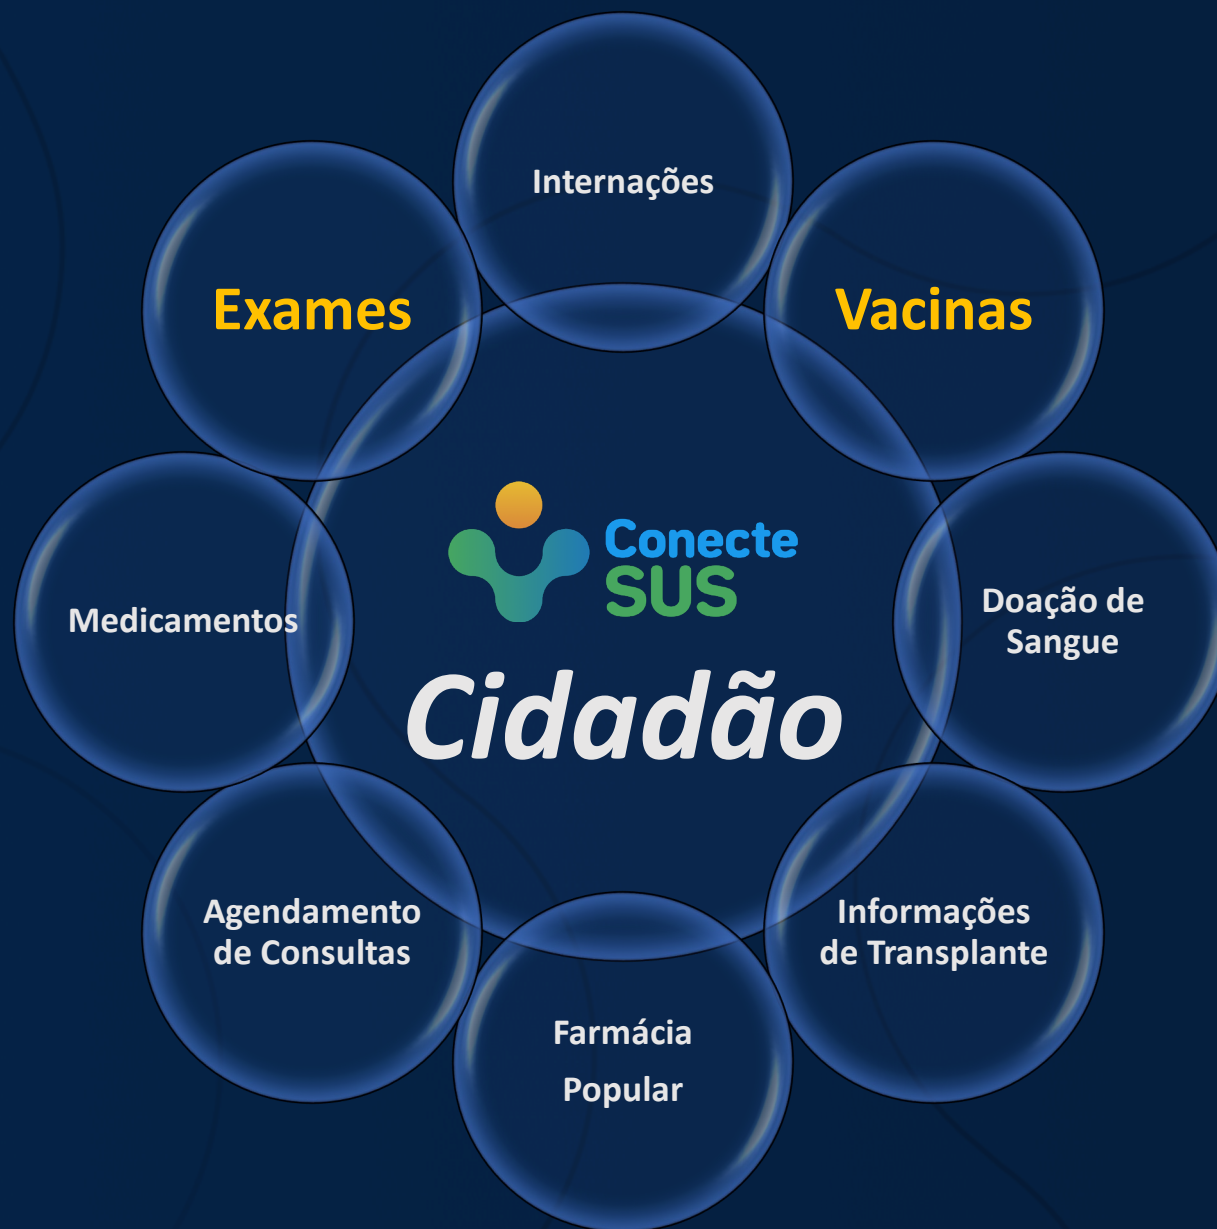 Internações
Exames
Vacinas
Conecte
SUS
Cidadão
Medicamentos
Doação de
Sangue
Agendamento
de Consultas
Informações
de Transplante
Farmácia
Popular